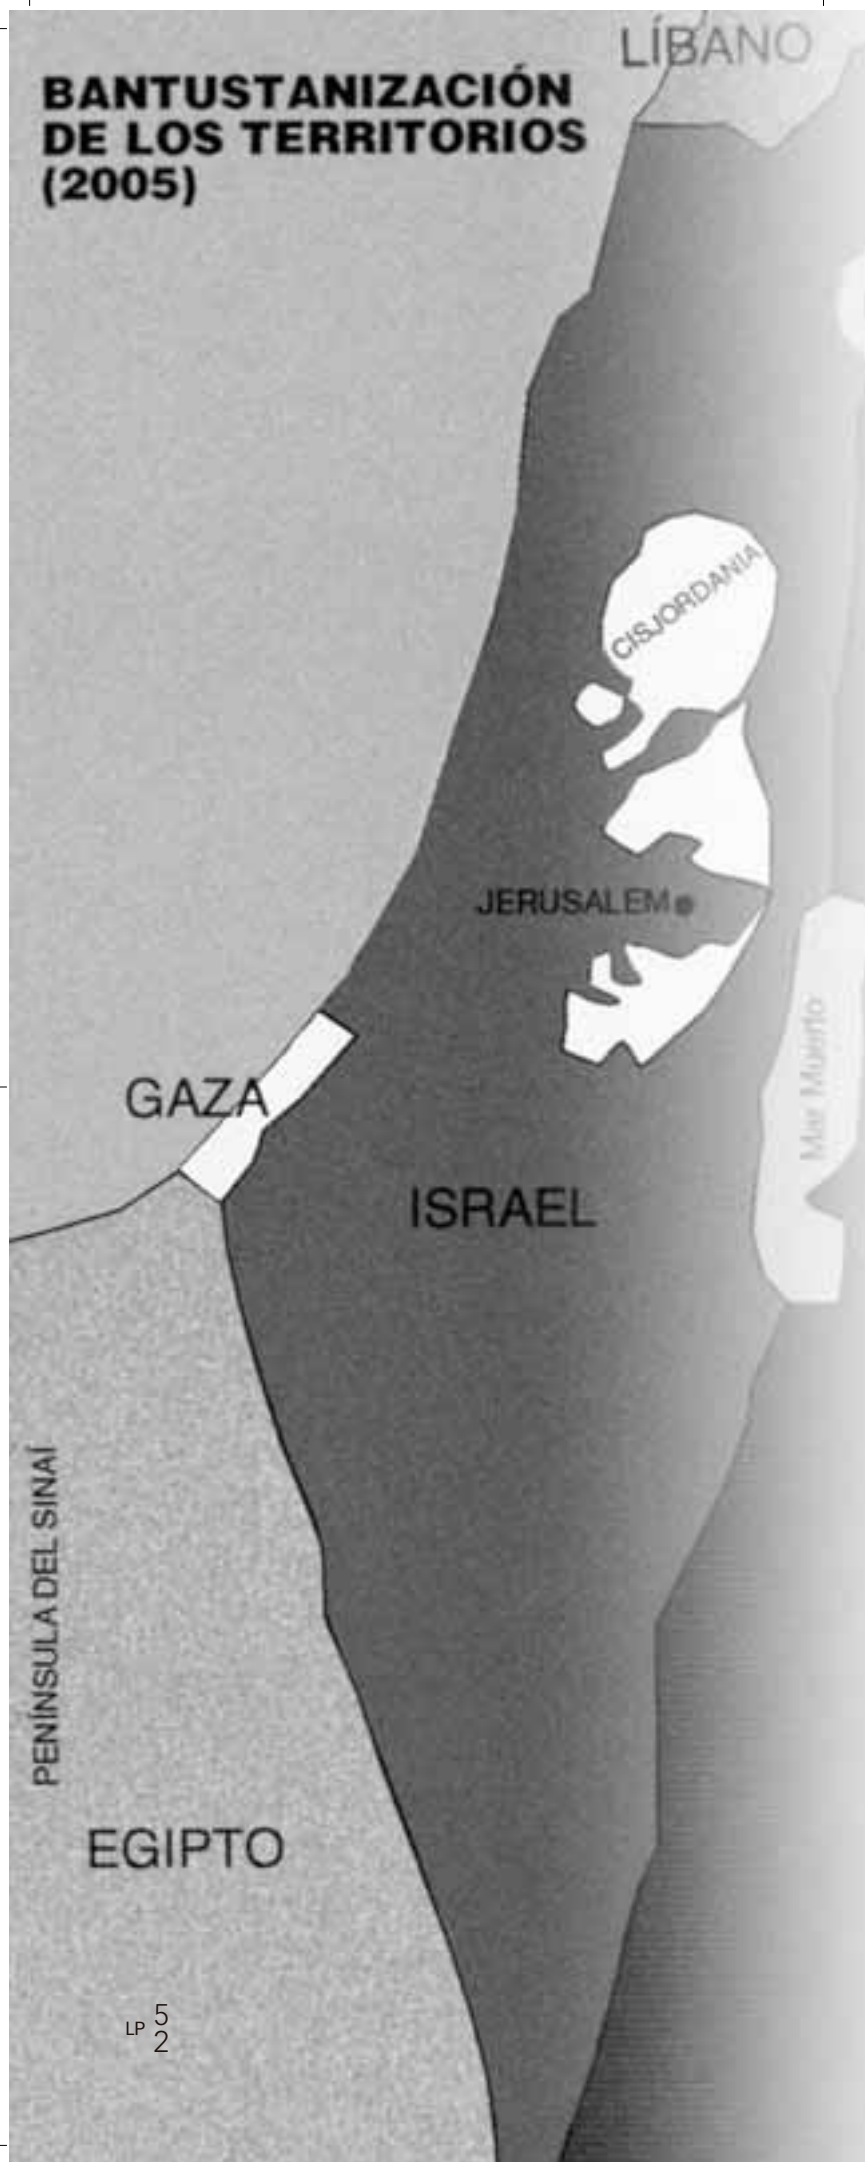 LÍBANO
BANTUSTANIZACIÓN
DE LOS TERRITORIOS
(2005)
CISJORDANIA
JERUSALEM
Mar Muerto
GAZA
ISRAEL
PENÍNSULA DEL SINAÍ
EGIPTO
LP 5
2